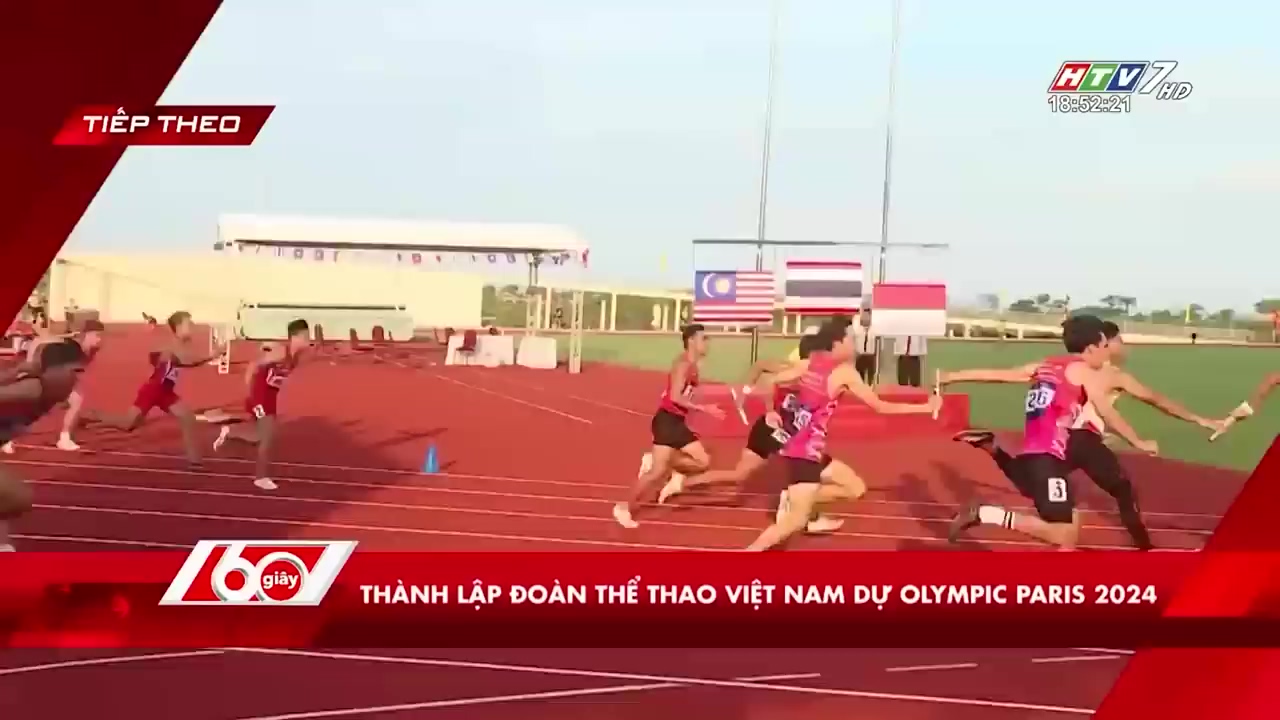 TIẾP THEO
HTV7 HD
18:52:21
26
3
60 giây
THÀNH LẬP ĐOÀN THỂ THAO VIỆT NAM DỰ OLYMPIC PARIS 2024